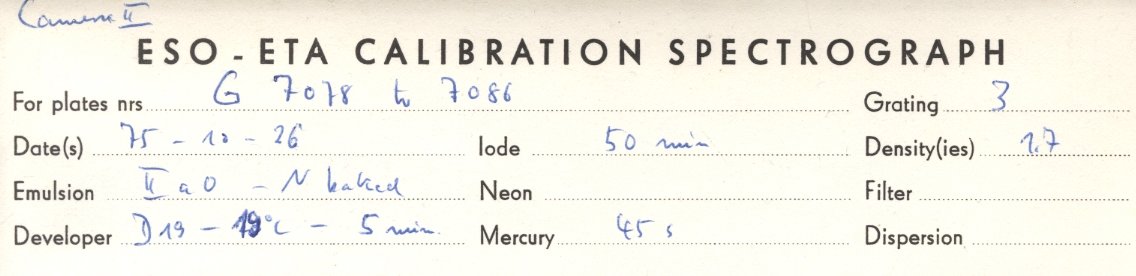 Camera II
ESO - ETA CALIBRATION SPECTROGRAPH
For plates nrs G 7078 to 7086 Grating 3
Date(s) 75 - 10 - 26 Iode 50 min Density(ies) 1.7
Emulsion II a O - N baked Neon Filter
Developer D19 - 19°C - 5 min. Mercury 45 s Dispersion